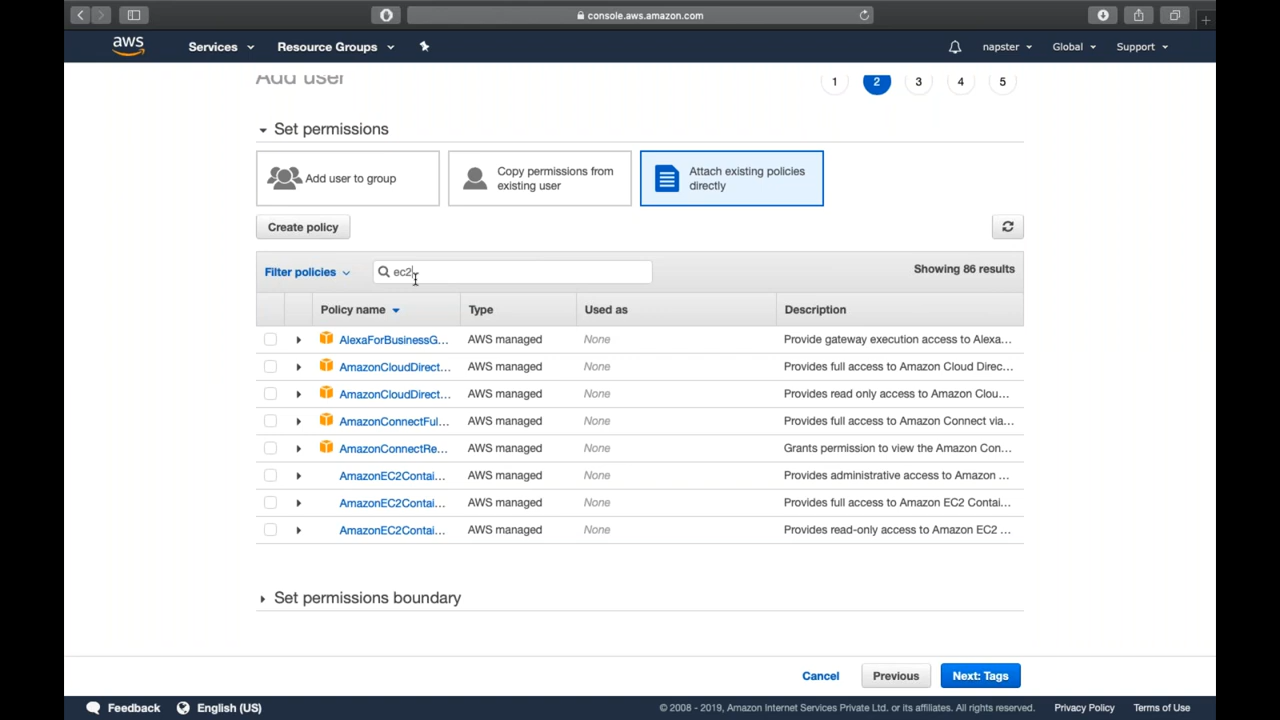 console.aws.amazon.com
aws Services Resource Groups napster Global Support
Add user 1 2 3 4 5
Set permissions
Add user to group
Copy permissions from
existing user
Attach existing policies
directly
Create policy
Filter policies ec2 Showing 86 results
Policy name Type Used as Description
AlexaForBusinessG... AWS managed None Provide gateway execution access to Alexa...
AmazonCloudDirect... AWS managed None Provides full access to Amazon Cloud Direc...
AmazonCloudDirect... AWS managed None Provides read only access to Amazon Clou...
AmazonConnectFul... AWS managed None Provides full access to Amazon Connect via...
AmazonConnectRe... AWS managed None Grants permission to view the Amazon Con...
AmazonEC2Contai... AWS managed None Provides administrative access to Amazon ...
AmazonEC2Contai... AWS managed None Provides full access to Amazon EC2 Contai...
AmazonEC2Contai... AWS managed None Provides read-only access to Amazon EC2 ...
Set permissions boundary
Cancel Previous Next: Tags
Feedback English (US) © 2008 - 2019, Amazon Internet Services Private Ltd. or its affiliates. All rights reserved. Privacy Policy Terms of Use